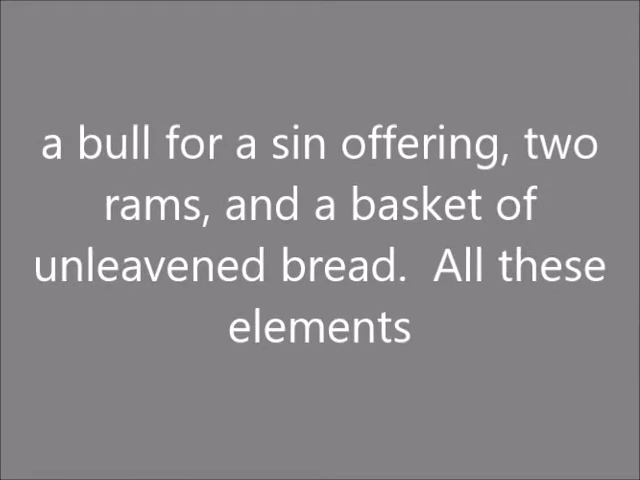 a bull for a sin offering, two
rams, and a basket of
unleavened bread.  All these
elements